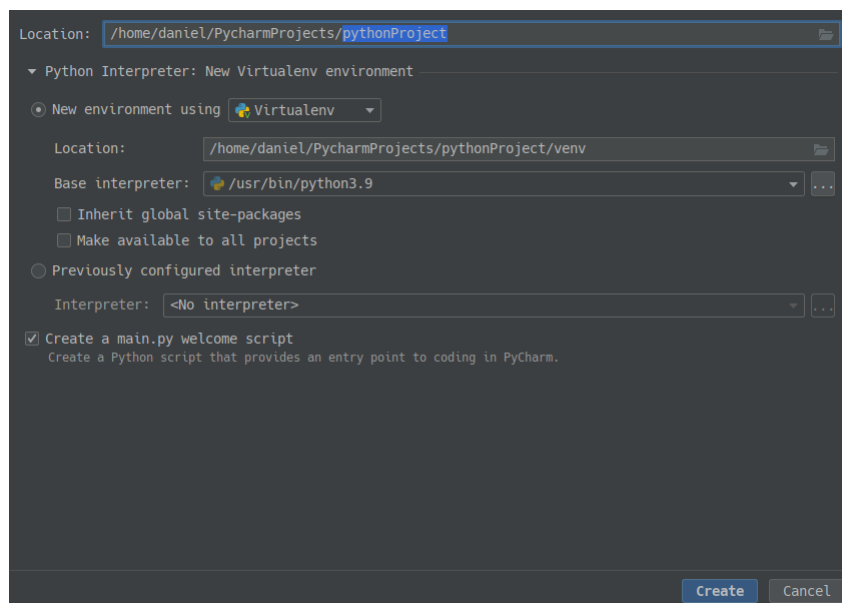 Location: /home/daniel/PycharmProjects/pythonProject
Python Interpreter: New Virtualenv environment
New environment using Virtualenv
Location: /home/daniel/PycharmProjects/pythonProject/venv
Base interpreter: /usr/bin/python3.9 ...
Inherit global site-packages
Make available to all projects
Previously configured interpreter
Interpreter: <No interpreter> ...
Create a main.py welcome script
Create a Python script that provides an entry point to coding in PyCharm.
Create Cancel